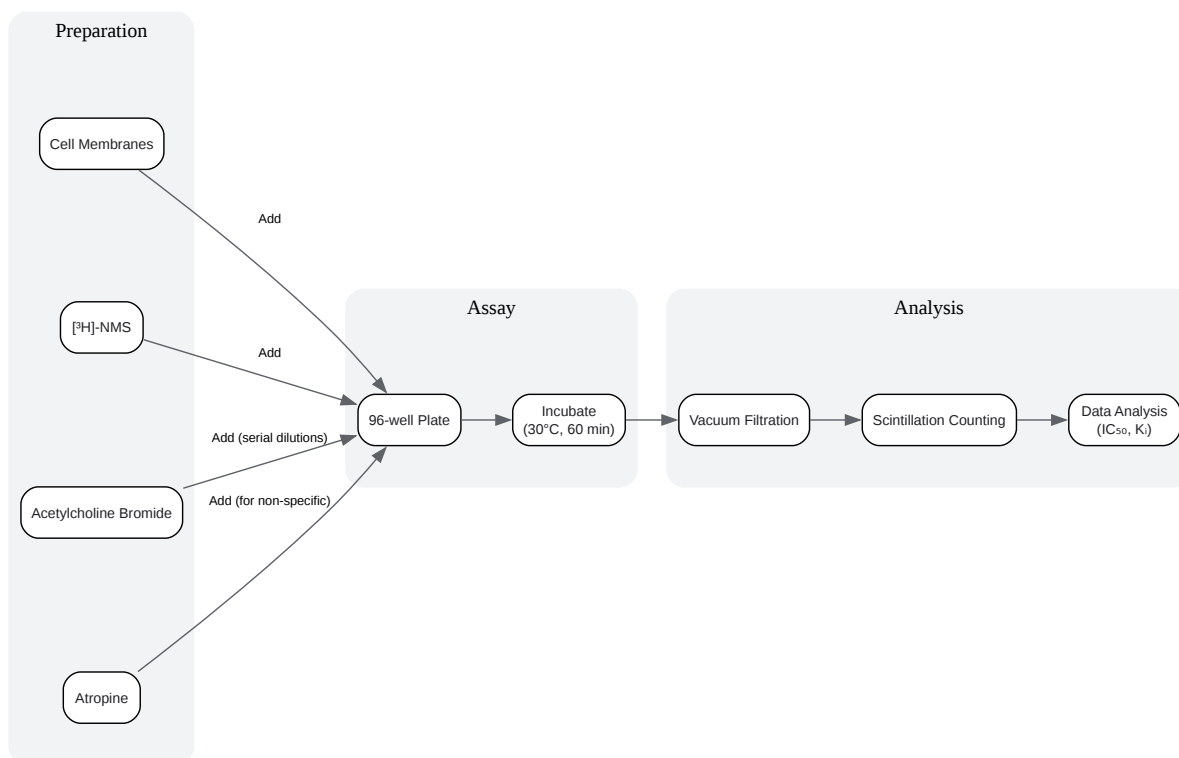 Preparation
Cell Membranes
Add
[³H]-NMS
Add
Acetylcholine Bromide
Add (serial dilutions)
Add (for non-specific)
Atropine
Assay
96-well Plate
Incubate
(30°C, 60 min)
Analysis
Vacuum Filtration
Scintillation Counting
Data Analysis
(IC₅₀, Kᵢ)